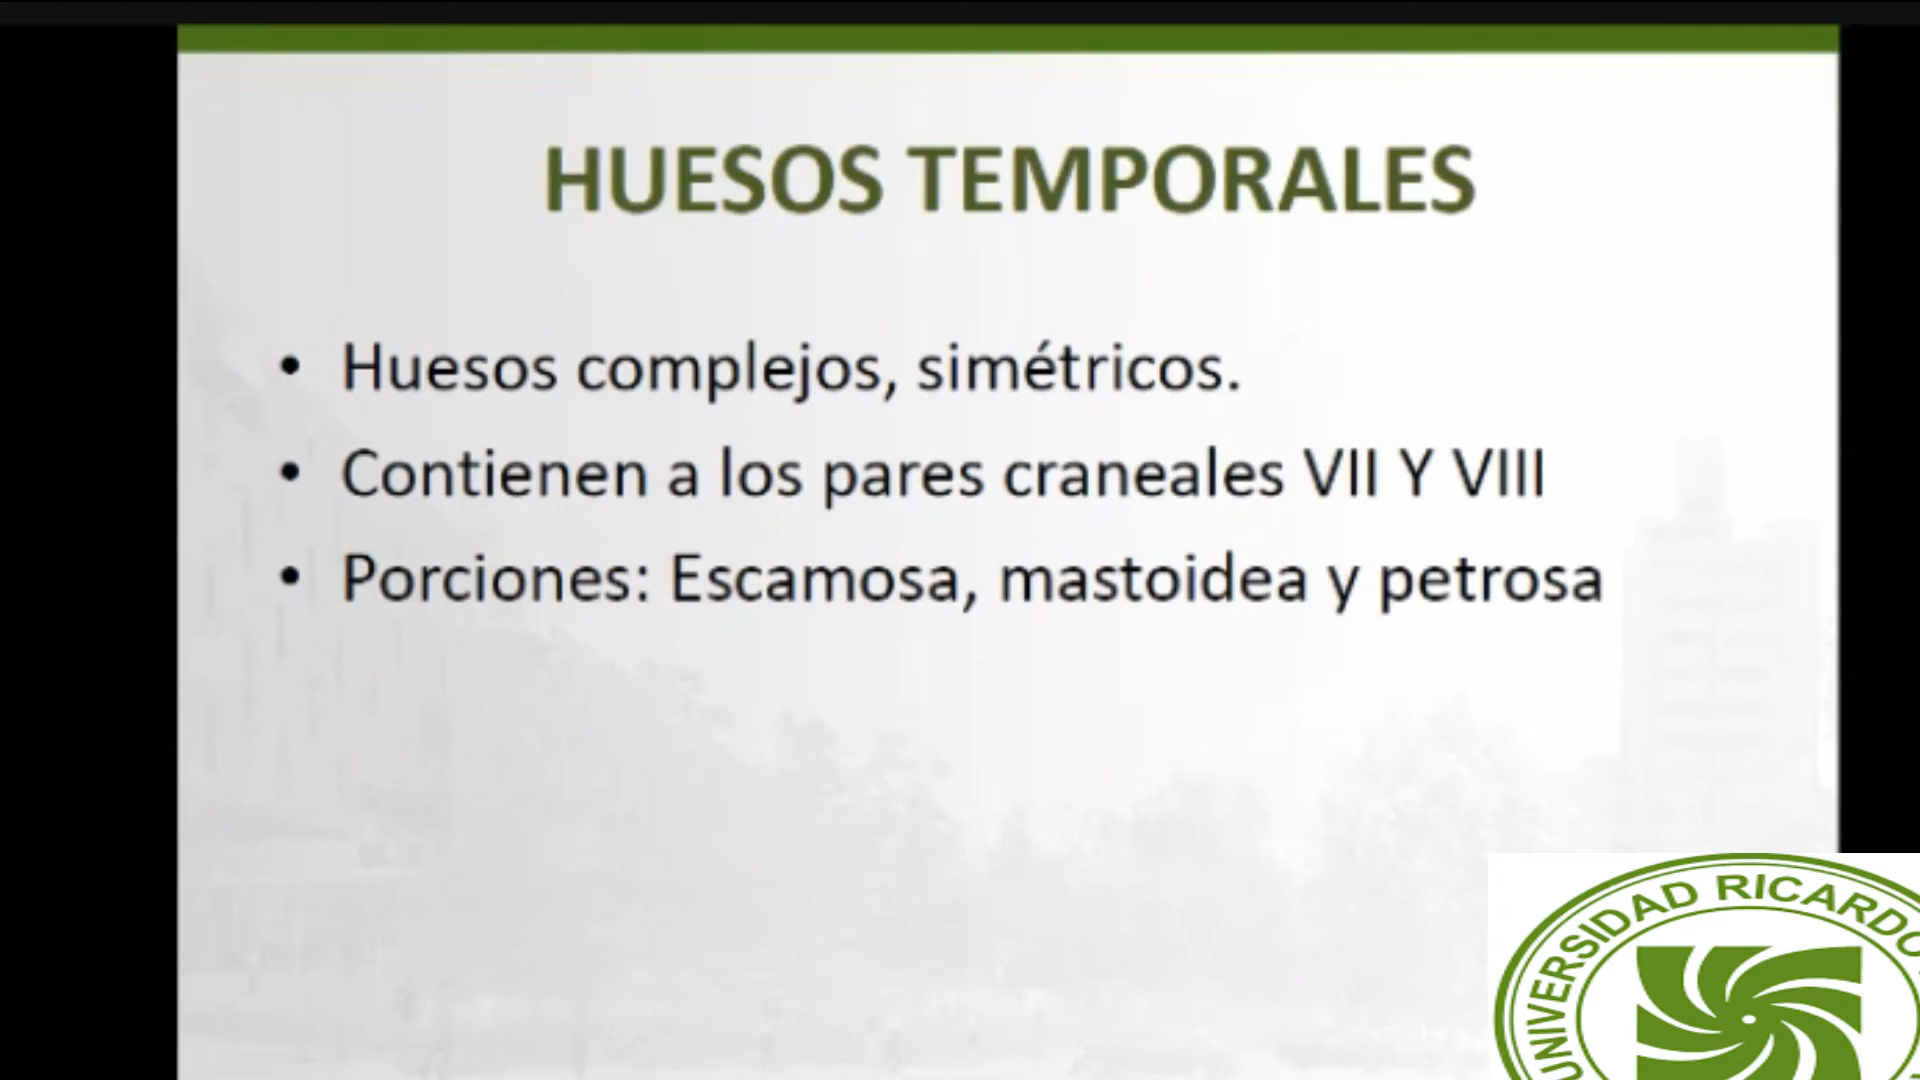 HUESOS TEMPORALES
• Huesos complejos, simétricos.
• Contienen a los pares craneales VII Y VIII
• Porciones: Escamosa, mastoidea y petrosa
UNIVERSIDAD RICARDO